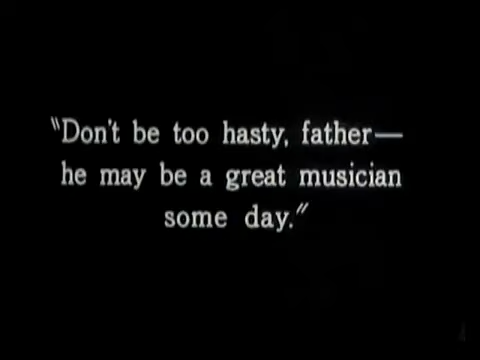 "Don't be too hasty, father—
he may be a great musician
some day."